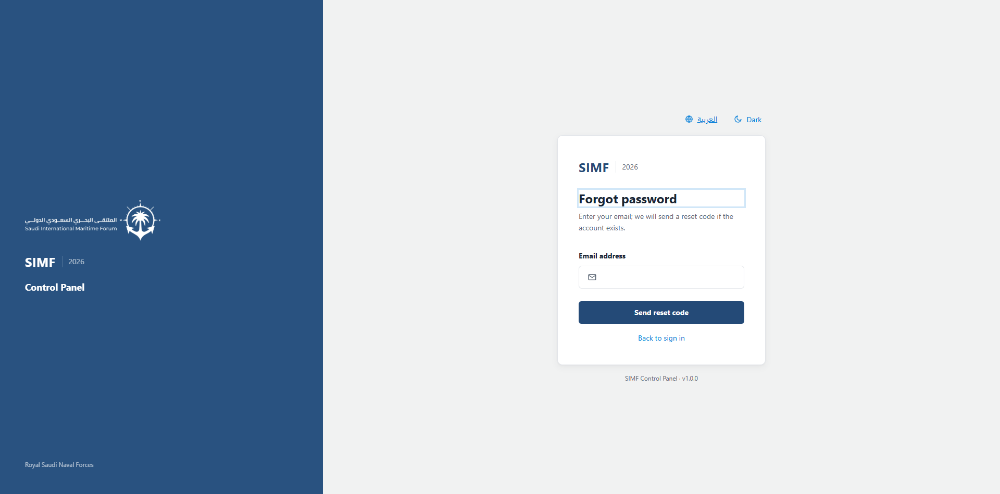 الملتقى البحري السعودي الدولي
Saudi International Maritime Forum
SIMF 2026
Control Panel
Royal Saudi Naval Forces
العربية Dark
SIMF 2026
Forgot password
Enter your email; we will send a reset code if the
account exists.
Email address
Send reset code
Back to sign in
SIMF Control Panel · v1.0.0